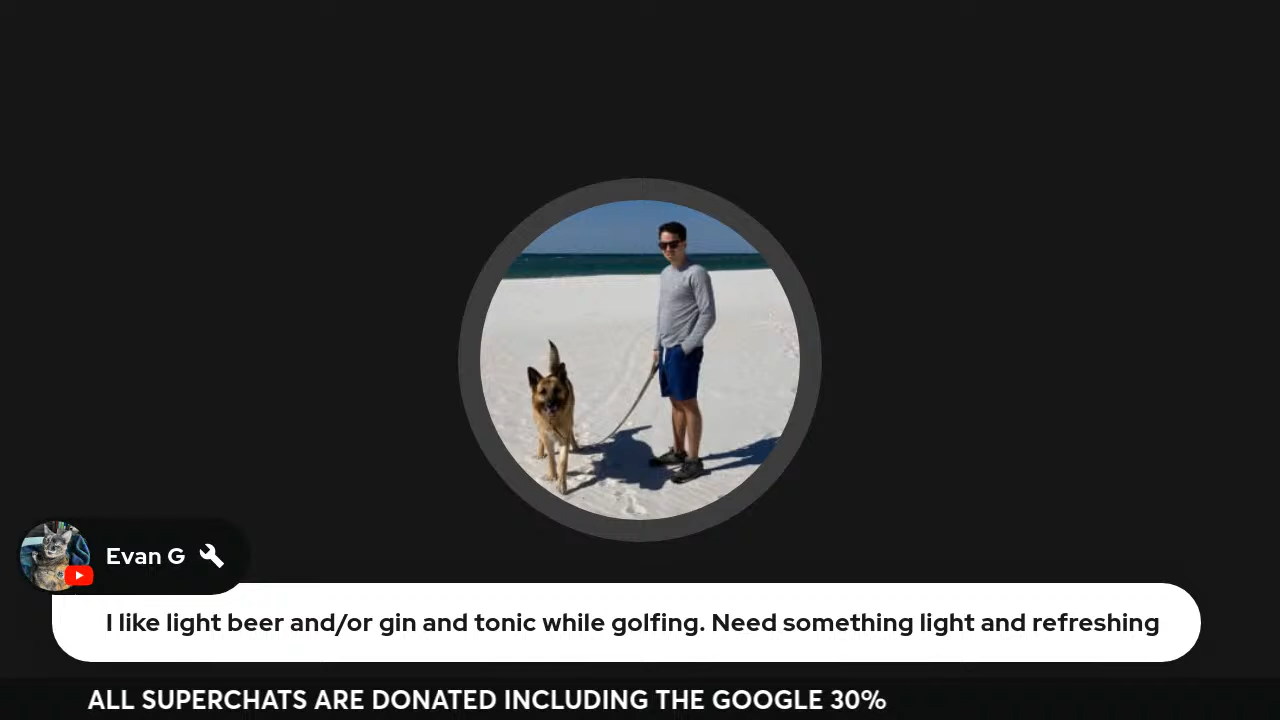 Evan G
I like light beer and/or gin and tonic while golfing. Need something light and refreshing
ALL SUPERCHATS ARE DONATED INCLUDING THE GOOGLE 30%